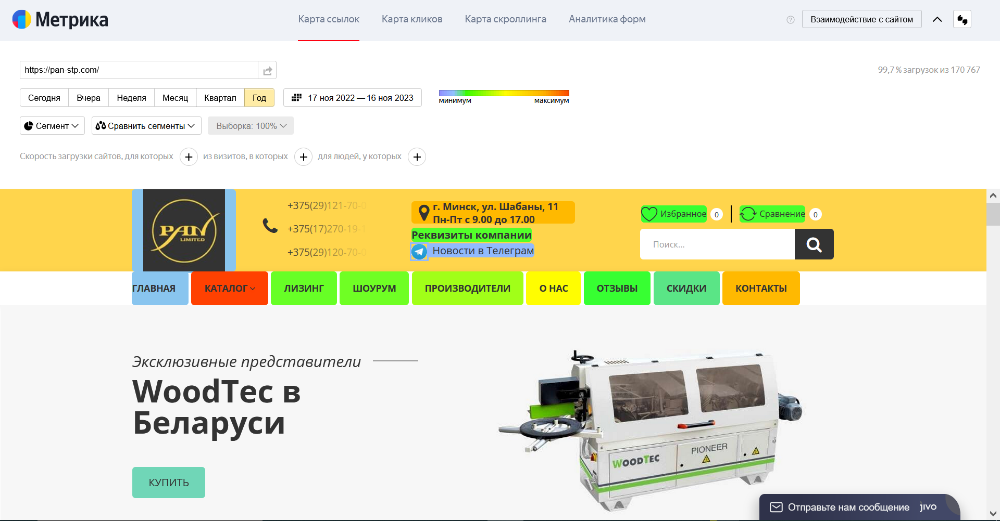 Метрика
Карта ссылок
Карта кликов
Карта скроллинга
Аналитика форм
?
Взаимодействие с сайтом
https://pan-stp.com/
99,7 % загрузок из 170 767
Сегодня
Вчера
Неделя
Месяц
Квартал
Год
17 ноя 2022 — 16 ноя 2023
минимум
максимум
Сегмент
Сравнить сегменты
Выборка: 100%
Скорость загрузки сайтов, для которых
+
из визитов, в которых
+
для людей, у которых
+
PAN
LIMITED
+375(29)121-70-0
+375(17)270-19-1
+375(29)120-70-0
г. Минск, ул. Шабаны, 11
Пн-Пт с 9.00 до 17.00
Реквизиты компании
Новости в Телеграм
Избранное 0
Сравнение 0
Поиск...
ГЛАВНАЯ
КАТАЛОГ
ЛИЗИНГ
ШОУРУМ
ПРОИЗВОДИТЕЛИ
О НАС
ОТЗЫВЫ
СКИДКИ
КОНТАКТЫ
Эксклюзивные представители
WoodTec в
Беларуси
КУПИТЬ
WOODTEC
PIONEER
Отправьте нам сообщение
jivo